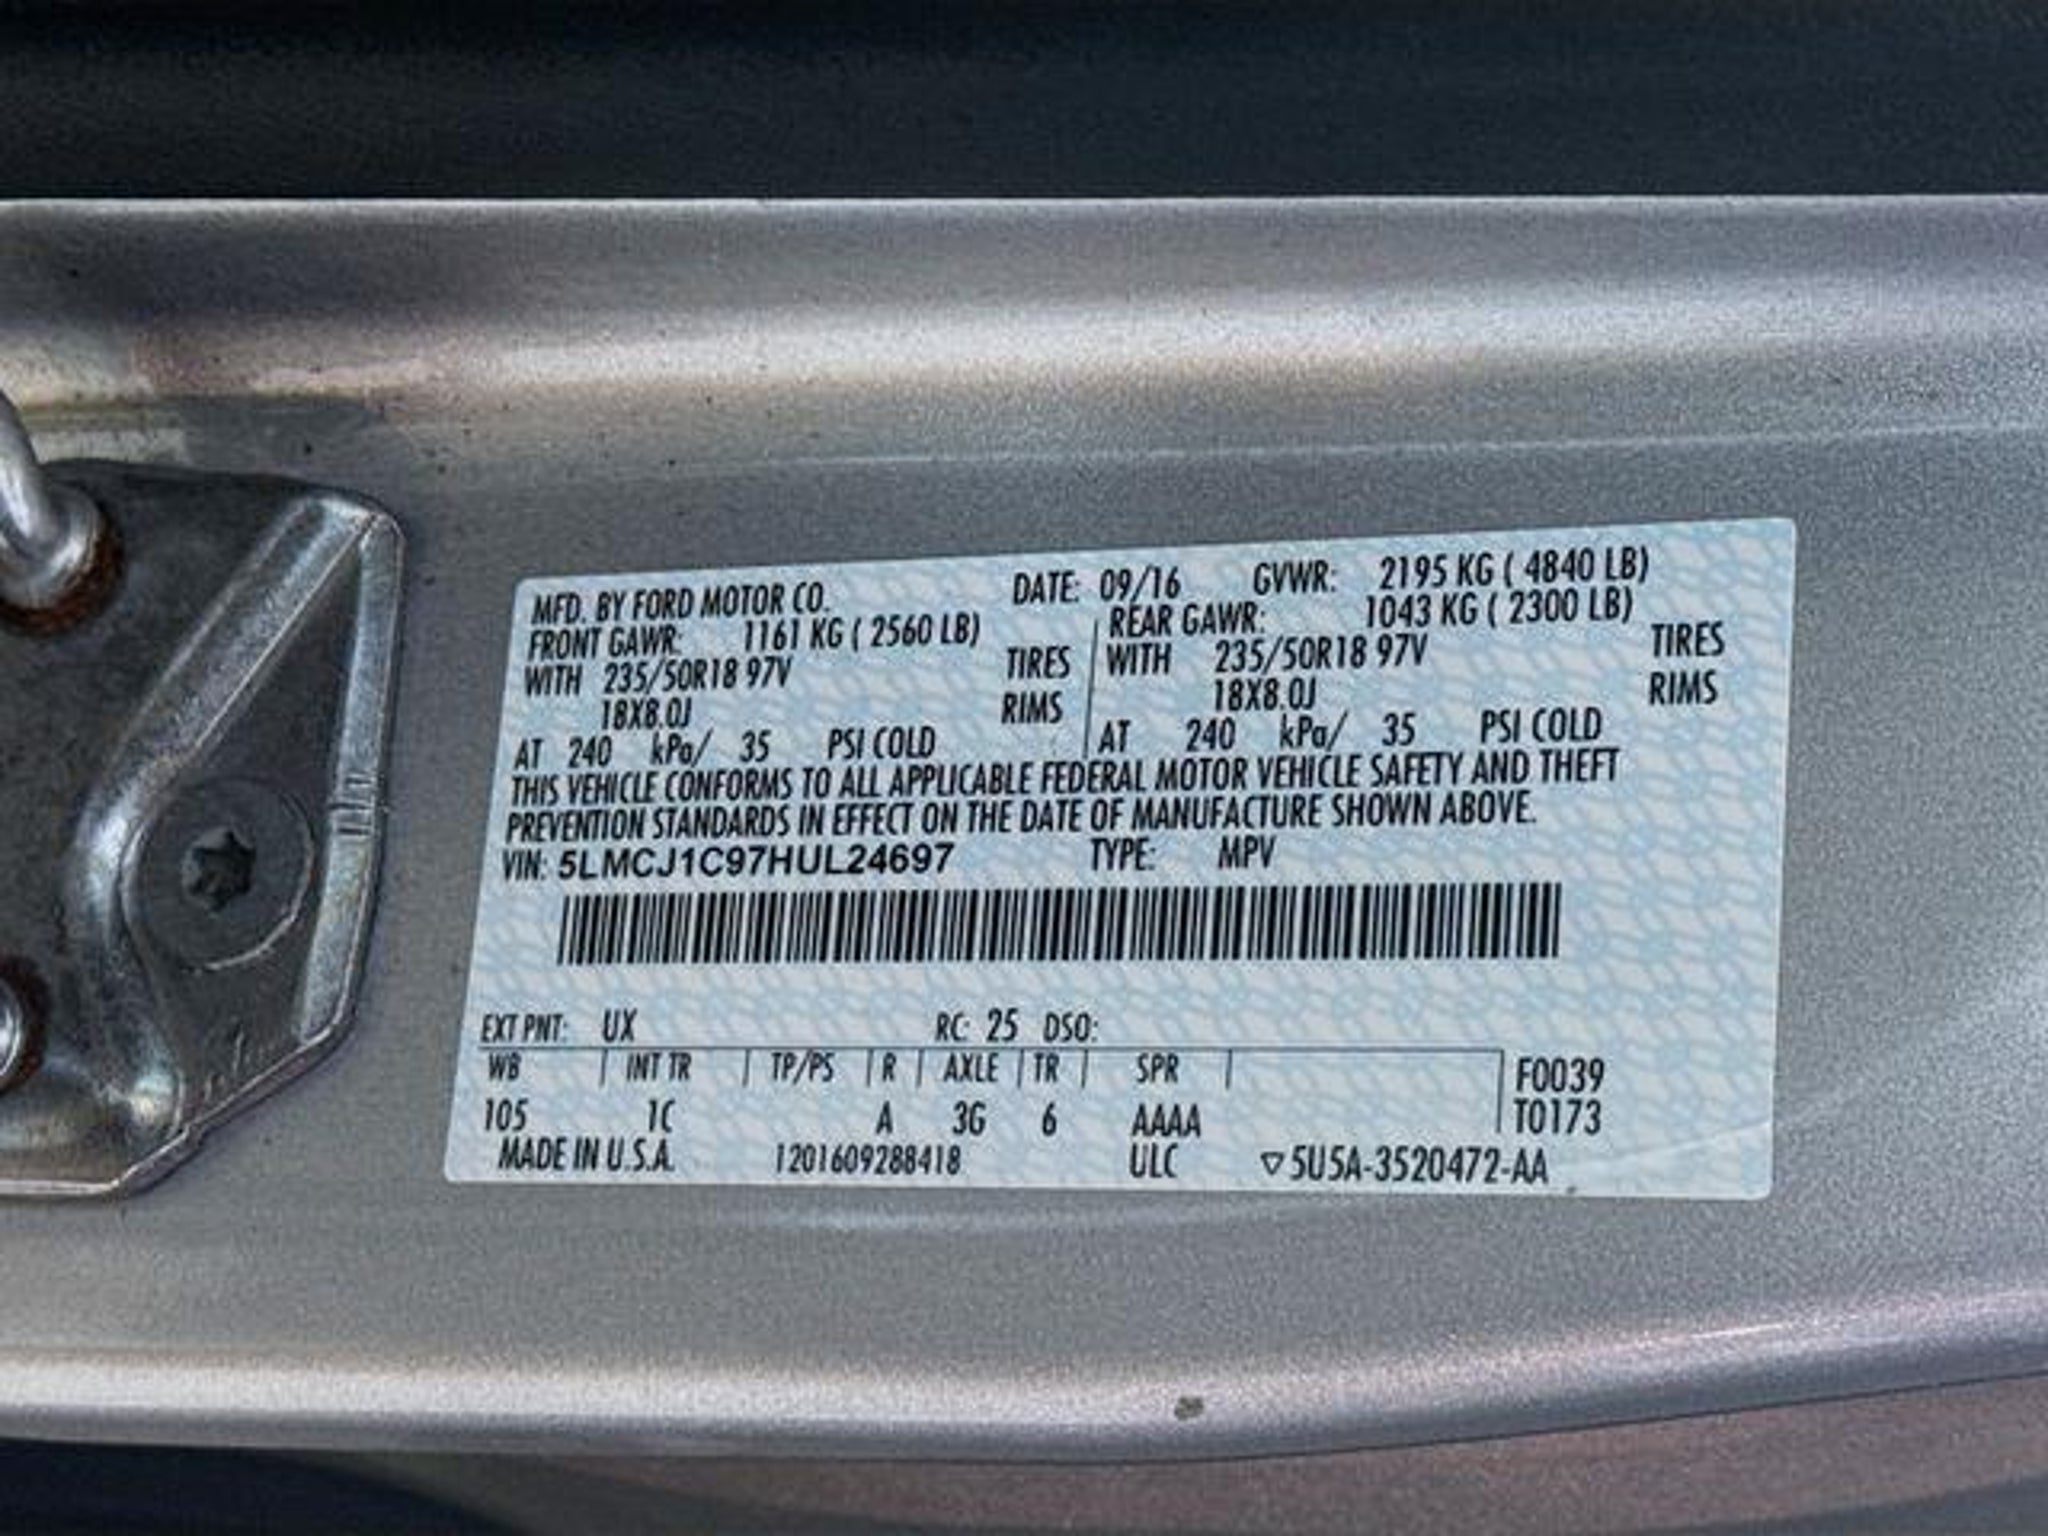 MFD. BY FORD MOTOR CO. DATE: 09/16 GVWR: 2195 KG ( 4840 LB)
FRONT GAWR: 1161 KG ( 2560 LB) REAR GAWR: 1043 KG ( 2300 LB)
WITH 235/50R18 97V TIRES WITH 235/50R18 97V TIRES
18X8.0J RIMS 18X8.0J RIMS
AT 240 kPa/ 35 PSI COLD AT 240 kPa/ 35 PSI COLD
THIS VEHICLE CONFORMS TO ALL APPLICABLE FEDERAL MOTOR VEHICLE SAFETY AND THEFT
PREVENTION STANDARDS IN EFFECT ON THE DATE OF MANUFACTURE SHOWN ABOVE.
VIN: 5LMCJ1C97HUL24697 TYPE: MPV
EXT PNT: UX RC: 25 DSO:
WB INT TR TP/PS R AXLE TR SPR F0039
105 1C A 3G 6 AAAA T0173
MADE IN U.S.A. 1201609288418 ULC ▽5U5A-3520472-AA